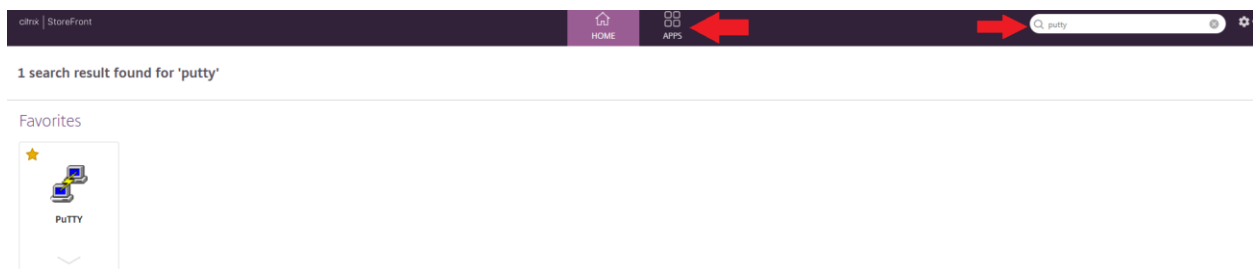 citrix | StoreFront
HOME
APPS
putty
1 search result found for 'putty'
Favorites
PuTTY